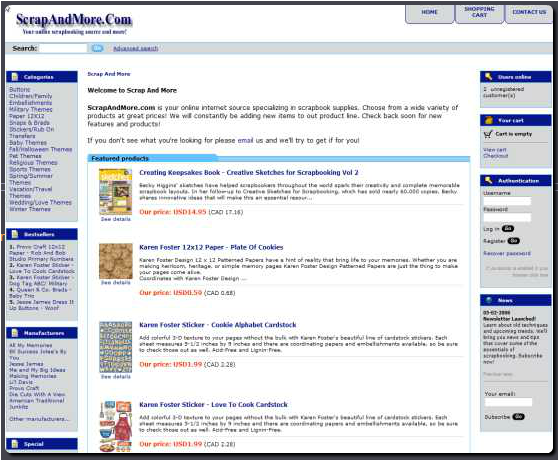 ScrapAndMore.Com
Your online scrapbooking source and more!
HOME
SHOPPING
CART
CONTACT US
Search:
Go
Advanced search
Categories
Buttons
Children/Family
Embellishments
Military Themes
Paper 12X12
Snaps & Brads
Stickers/Rub On
Transfers
Baby Themes
Fall/Halloween Themes
Pet Themes
Religious Themes
Sports Themes
Spring/Summer
Themes
Vacation/Travel
Themes
Wedding/Love Themes
Winter Themes
Bestsellers
1. Provo Craft 12x12
Paper - Rob and Bob
Studio Primary Numbers
2. Karen Foster Sticker -
Love To Cook Cardstock
3. Karen Foster Sticker -
Dog Tag ABC/ Military
4. Queen & Co. Brads -
Baby Trio
5. Jesse James Dress It
Up Buttons - Woof
Manufacturers
All My Memories
EK Success Jolee's By
You
Jesse James
Me and My Big Ideas
Making Memories
Li'l Davis
Provo Craft
Die Cuts With A View
American Traditional
Junkitz
Other manufacturers...
Special
Scrap And More
Welcome to Scrap And More
ScrapAndMore.com is your online internet source specializing in scrapbook supplies. Choose from a wide variety of
products at great prices! We will constantly be adding new items to out product line. Check back soon for new
features and products!
If you don't see what you're looking for please email us and we'll try to get if for you!
Featured products
Creating Keepsakes Book - Creative Sketches for Scrapbooking Vol 2
Becky Higgins' sketches have helped scrapbookers throughout the world spark their creativity and complete memorable
scrapbook layouts. In her follow-up to Creative Sketches for Scrapbooking, which has sold nearly 60,000 copies, Becky
shares innovative ideas that will make this an essential resour...
Our price: USD14.95 (CAD 17.16)
See details
Karen Foster 12x12 Paper - Plate Of Cookies
Karen Foster Design 12 x 12 Patterned Papers have a hint of reality that bring life to your memories. Whether you are
making heirloom, heritage, or simple memory pages Karen Foster Design Patterned Papers are just the thing to make
your pages come alive.
Coordinates with Karen Foster Design ...
Our price: USD0.59 (CAD 0.68)
See details
Karen Foster Sticker - Cookie Alphabet Cardstock
Add colorful 3-D texture to your pages without the bulk with Karen Foster's beautiful line of cardstock stickers. Each
sheet measures 3-1/2 inches by 9 inches and there are coordinating papers and embellishments available, so be sure
to check those out as well. Acid-Free and Lignin-Free.
Our price: USD1.99 (CAD 2.28)
See details
Karen Foster Sticker - Love To Cook Cardstock
Add colorful 3-D texture to your pages without the bulk with Karen Foster's beautiful line of cardstock stickers. Each
sheet measures 3-1/2 inches by 9 inches and there are coordinating papers and embellishments available, so be sure
to check those out as well. Acid-Free and Lignin-Free.
Our price: USD1.99 (CAD 2.28)
Users online
unregistered
customer(s)
Your cart
Cart is empty
View cart
Checkout
Authentication
Username
Password
Log in Go
Register Go
Recover password
News
03-02-2006
Newsletter Launched!
Learn about old techniques
and upcoming trends. We'll
bring you news and tips
that cover some of the
essentials of
scrapbooking. Subscribe
now!
Previous news
Your email:
Subscribe Go